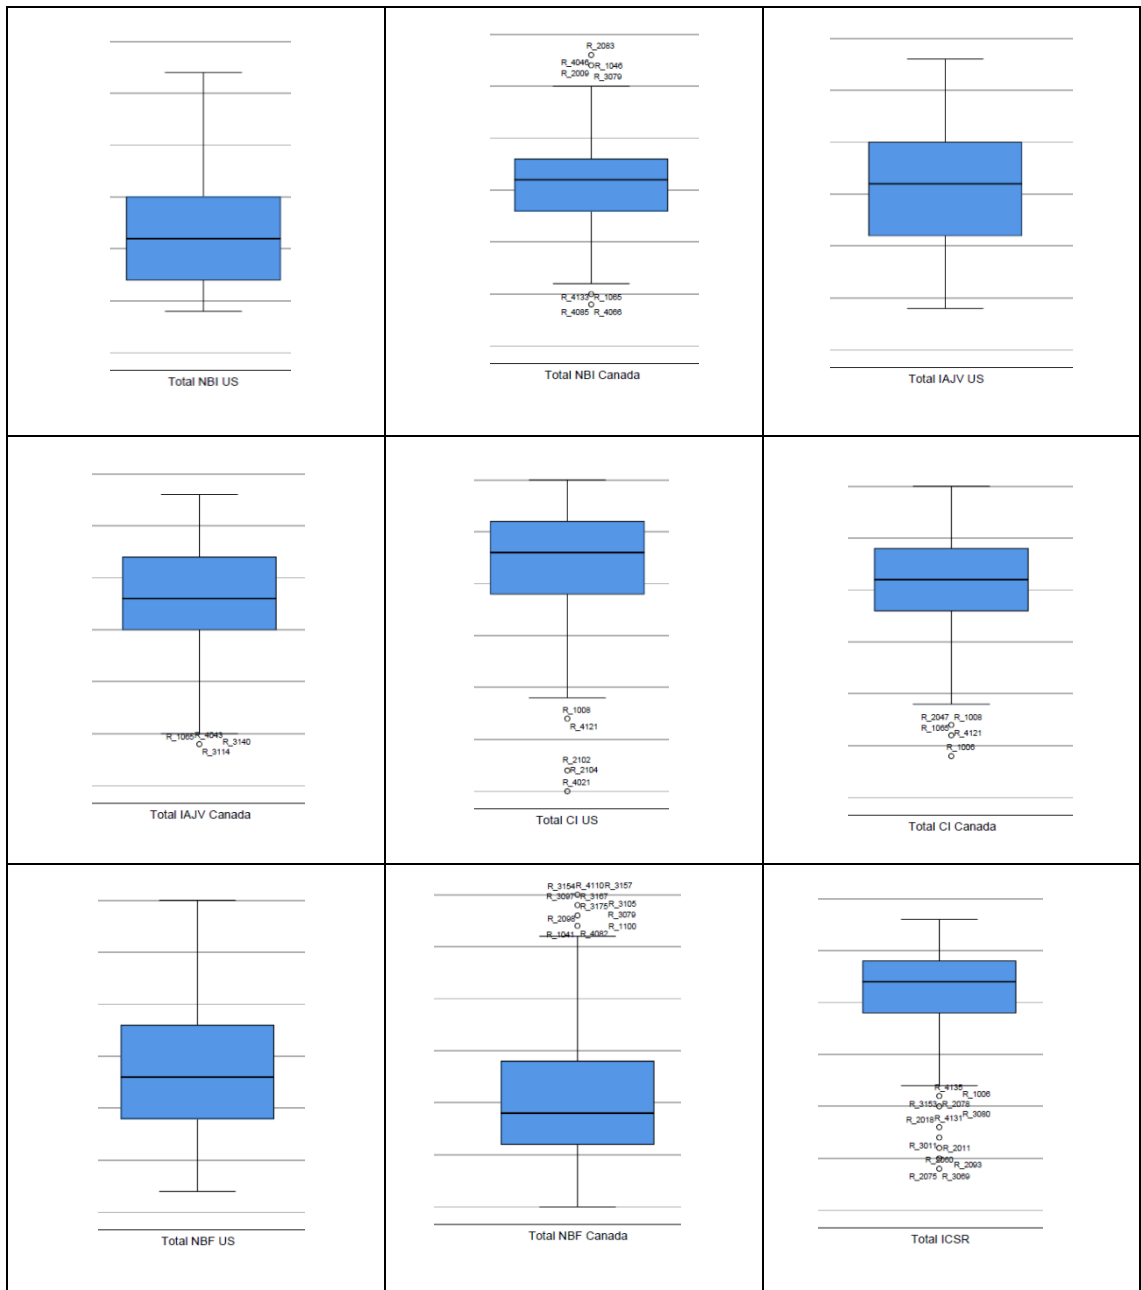 R_2083
R_4046 R_1046
R_2009 R_3079
R_4133 R_1065
R_4085 R_4066
Total NBI US
Total NBI Canada
Total IAJV US
R_1065 R_4043
R_3140
R_3114
R_1008
R_4121
R_2102
R_2104
R_4021
R_2047 R_1008
R_1065
R_4121
R_1006
Total IAJV Canada
Total CI US
Total CI Canada
R_3154 R_4110 R_3157
R_3097 R_3167
R_3175 R_3105
R_2098 R_3079
R_1100
R_1041 R_4082
R_4135
R_1006
R_3153 R_2078
R_3080
R_2018 R_4131
R_3011 R_2011
R_2093
R_2075 R_3069
Total NBF US
Total NBF Canada
Total ICSR